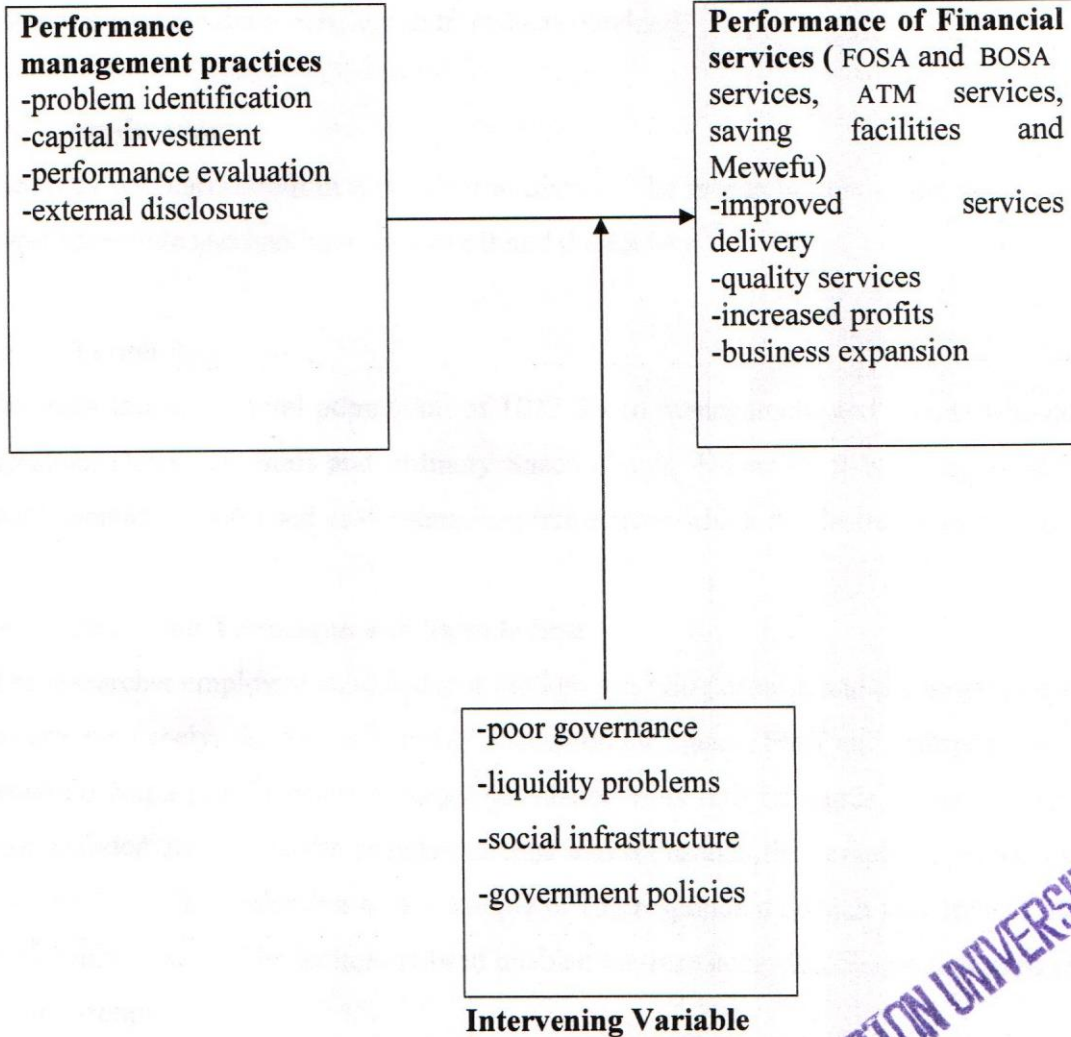 Performance
management practices
-problem identification
-capital investment
-performance evaluation
-external disclosure
Performance of Financial
services ( FOSA and BOSA
services, ATM services,
saving facilities and
Mewefu)
-improved services
delivery
-quality services
-increased profits
-business expansion
-poor governance
-liquidity problems
-social infrastructure
-government policies
Intervening Variable